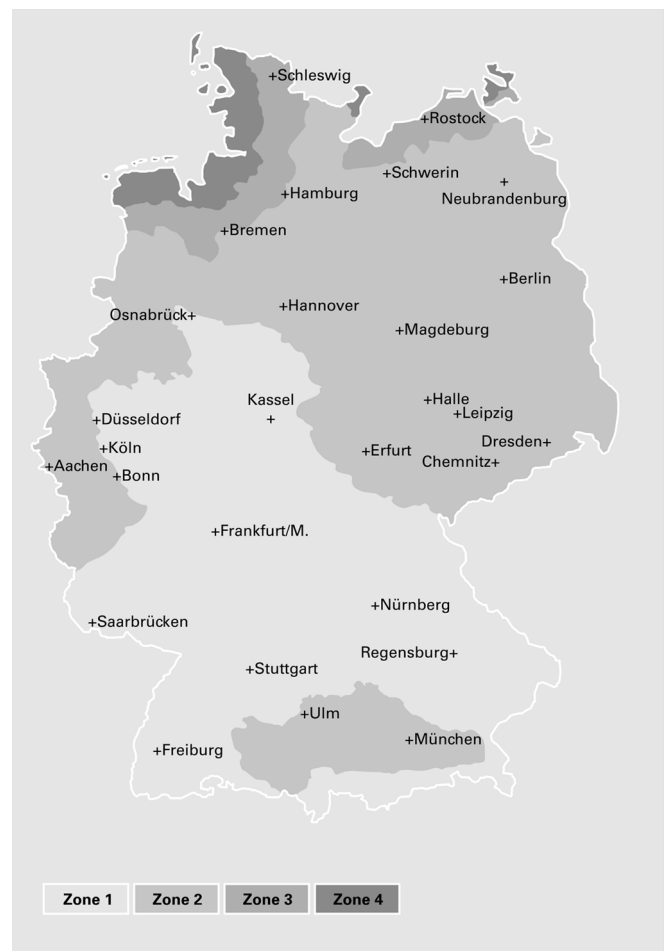 +Schleswig
+Rostock
+Schwerin
+
Neubrandenburg
+Hamburg
+Bremen
+Berlin
+Hannover
Osnabrück+
+Magdeburg
Kassel
+
+Halle
+Leipzig
+Düsseldorf
Dresden+
+Köln
+Erfurt
Chemnitz+
+Aachen
+Bonn
+Frankfurt/M.
+Nürnberg
+Saarbrücken
Regensburg+
+Stuttgart
+Ulm
+München
+Freiburg
Zone 1 Zone 2 Zone 3 Zone 4